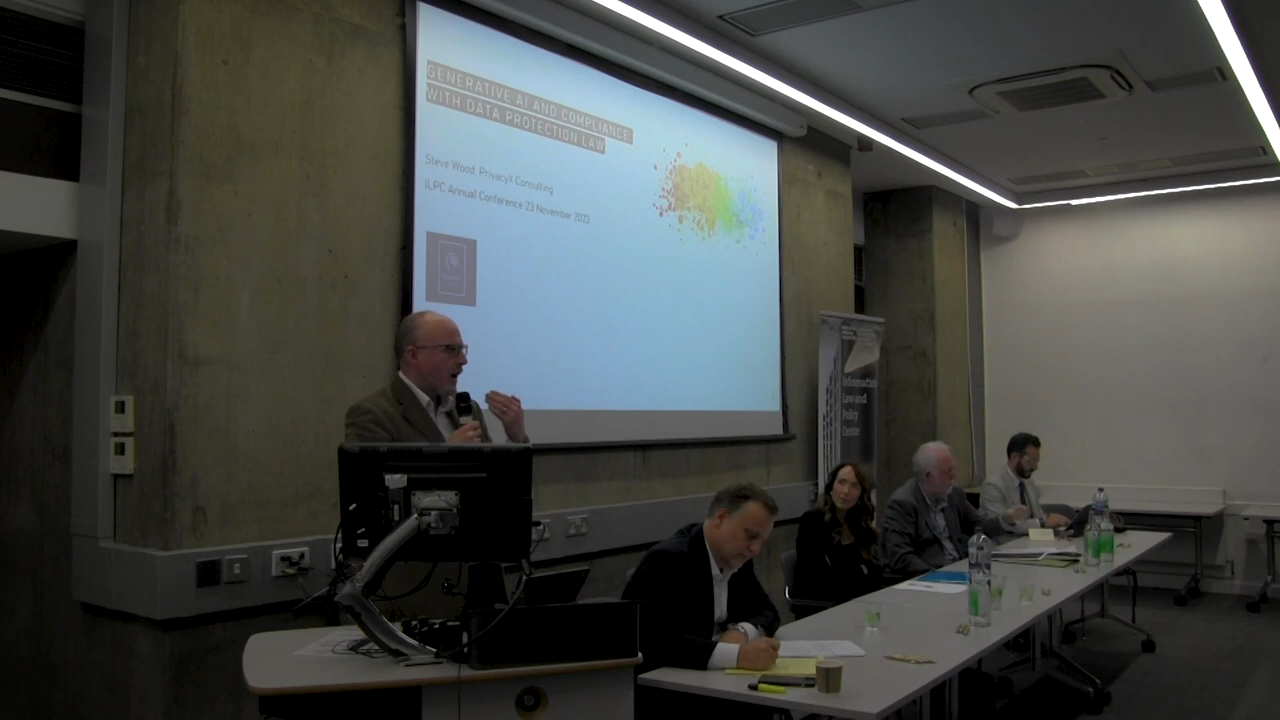 GENERATIVE AI AND COMPLIANCE
WITH DATA PROTECTION LAW
Steve Wood, PrivacyX Consulting
ILPC Annual Conference 23 November 2023
Information
Law and
Policy
Centre